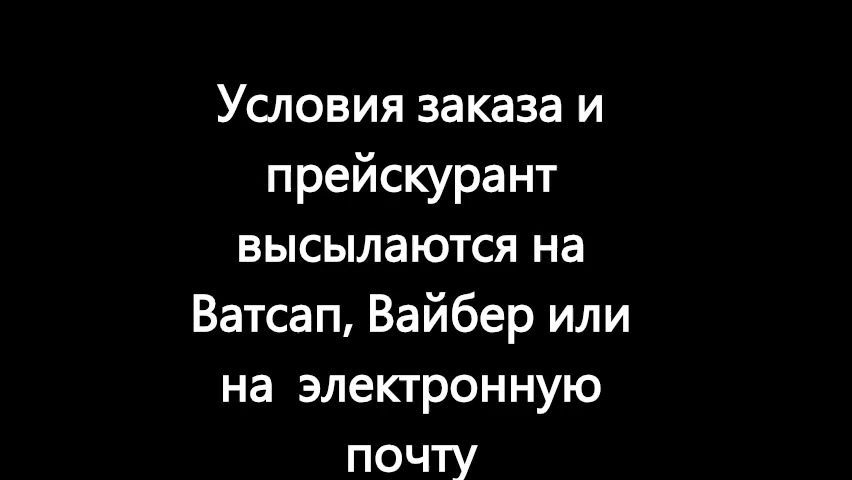 Условия заказа и
прейскурант
высылаются на
Ватсап, Вайбер или
на  электронную
почту